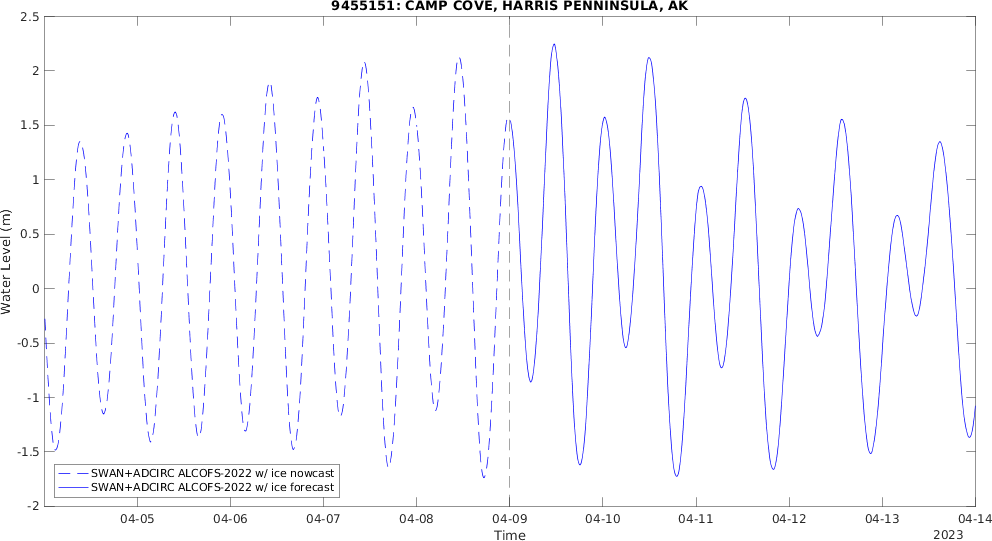 9455151: CAMP COVE, HARRIS PENNINSULA, AK
2.5
2
1.5
1
0.5
0
-0.5
-1
-1.5
-2
Water Level (m)
SWAN+ADCIRC ALCOFS-2022 w/ ice nowcast
SWAN+ADCIRC ALCOFS-2022 w/ ice forecast
04-05 04-06 04-07 04-08 04-09 04-10 04-11 04-12 04-13 04-14
Time
2023